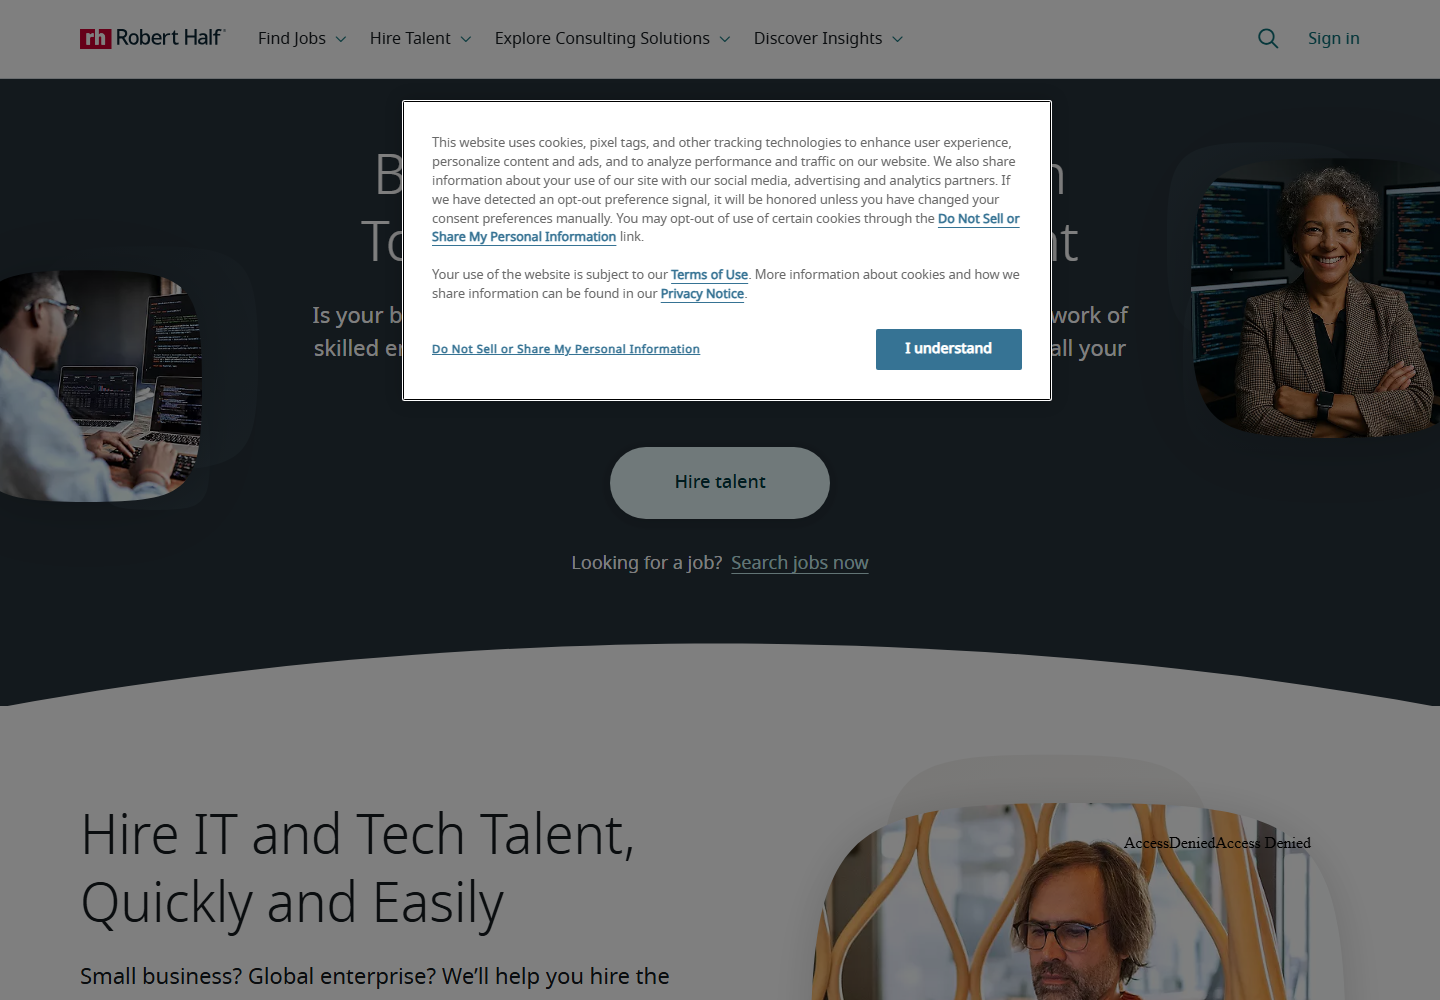 rh Robert Half
Find Jobs
Hire Talent
Explore Consulting Solutions
Discover Insights
Sign in
This website uses cookies, pixel tags, and other tracking technologies to enhance user experience,
personalize content and ads, and to analyze performance and traffic on our website. We also share
information about your use of our site with our social media, advertising and analytics partners. If
we have detected an opt-out preference signal, it will be honored unless you have changed your
consent preferences manually. You may opt-out of use of certain cookies through the Do Not Sell or
Share My Personal Information link.
Your use of the website is subject to our Terms of Use. More information about cookies and how we
share information can be found in our Privacy Notice.
Do Not Sell or Share My Personal Information
I understand
Is your
work of
skilled
all your
Hire talent
Looking for a job? Search jobs now
Hire IT and Tech Talent,
Quickly and Easily
Small business? Global enterprise? We’ll help you hire the
AccessDeniedAccess Denied